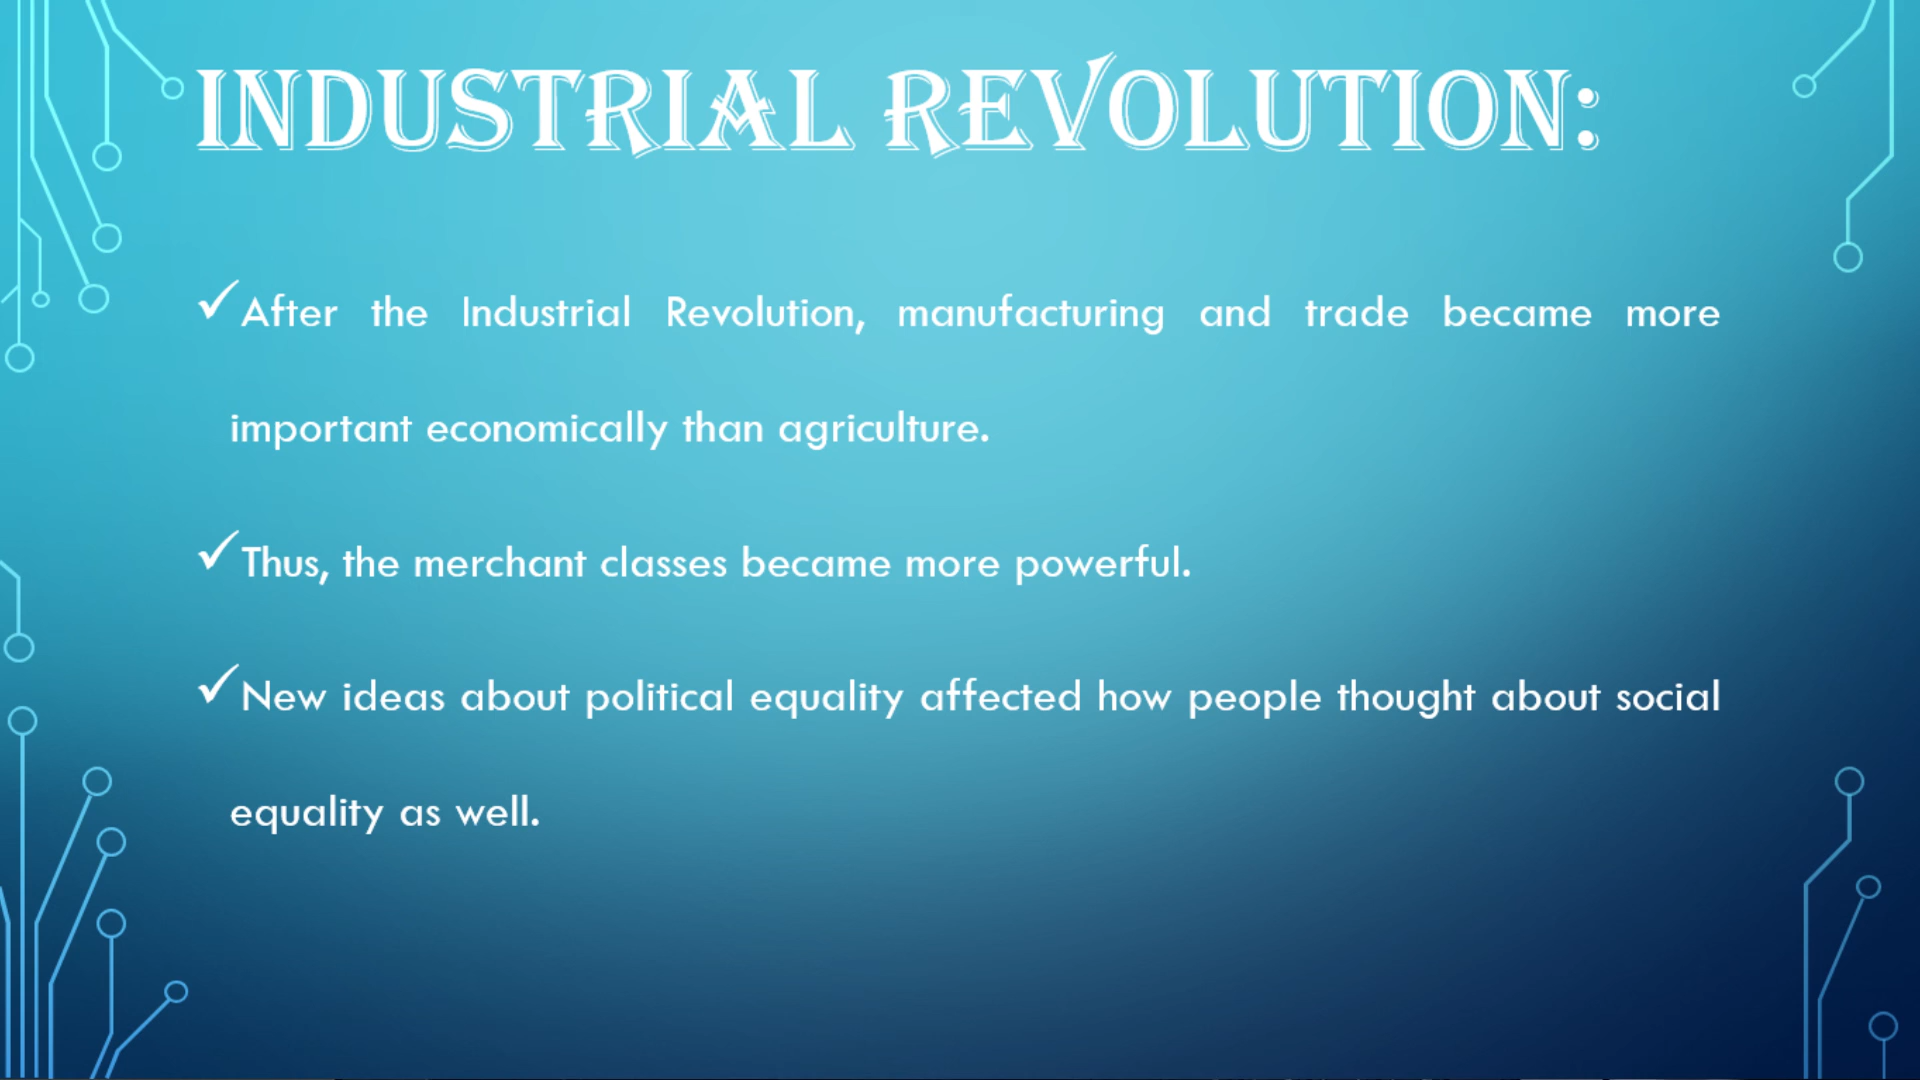 INDUSTRIAL REVOLUTION:
✓After the Industrial Revolution, manufacturing and trade became more
important economically than agriculture.
✓Thus, the merchant classes became more powerful.
✓New ideas about political equality affected how people thought about social
equality as well.